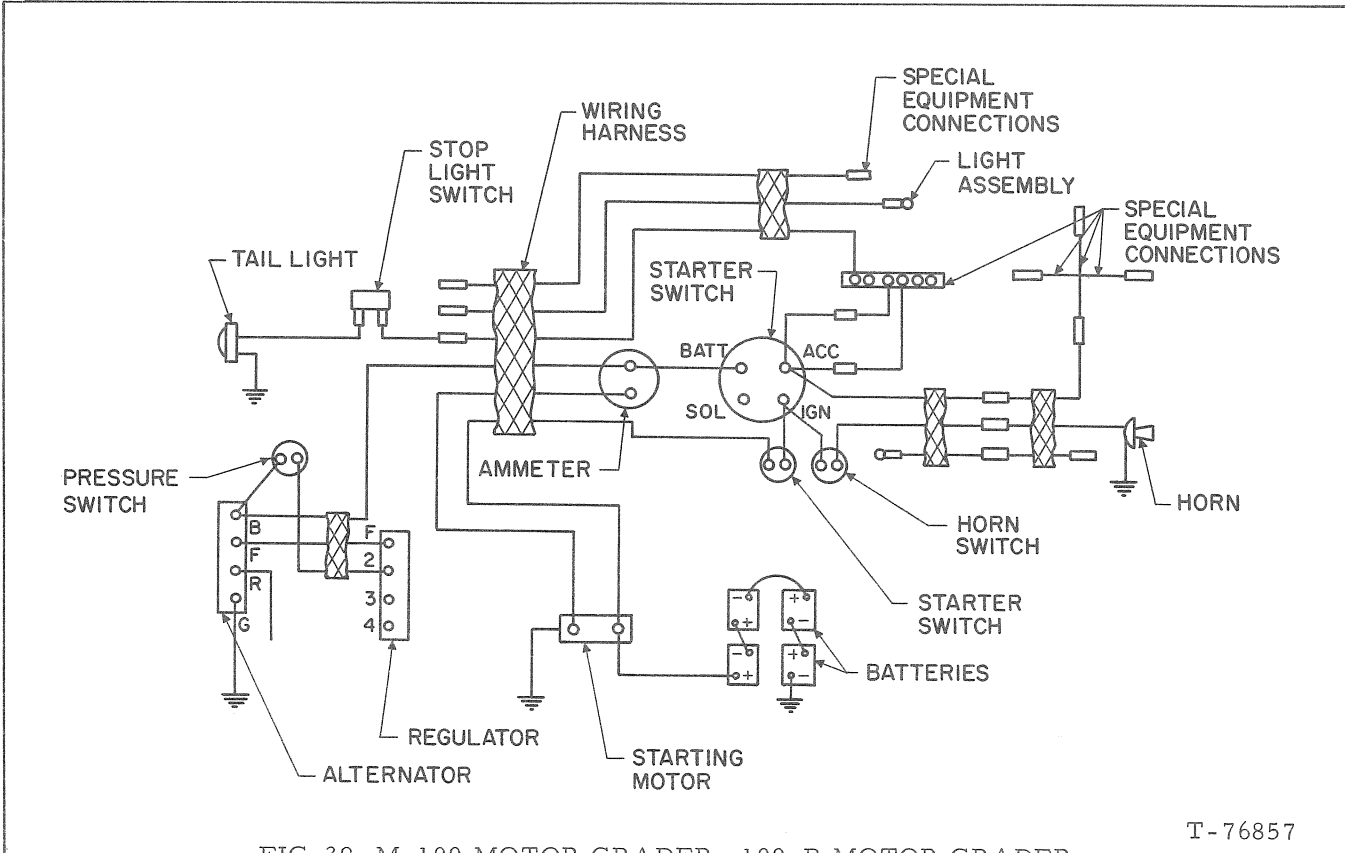 SPECIAL
EQUIPMENT
CONNECTIONS
WIRING
HARNESS
STOP
LIGHT
SWITCH
LIGHT
ASSEMBLY
SPECIAL
EQUIPMENT
CONNECTIONS
TAIL LIGHT
STARTER
SWITCH
BATT
ACC
SOL
IGN
PRESSURE
SWITCH
AMMETER
HORN
HORN
SWITCH
B
F
R
G
F
2
3
4
- +
+ -
- +
+ -
STARTER
SWITCH
BATTERIES
REGULATOR
ALTERNATOR
STARTING
MOTOR
T-76857